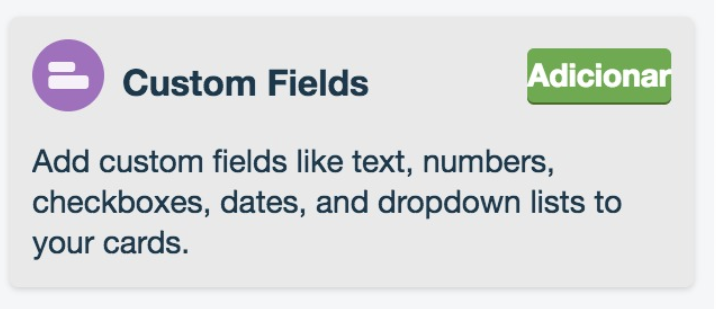 Custom Fields
Adicionar
Add custom fields like text, numbers,
checkboxes, dates, and dropdown lists to
your cards.